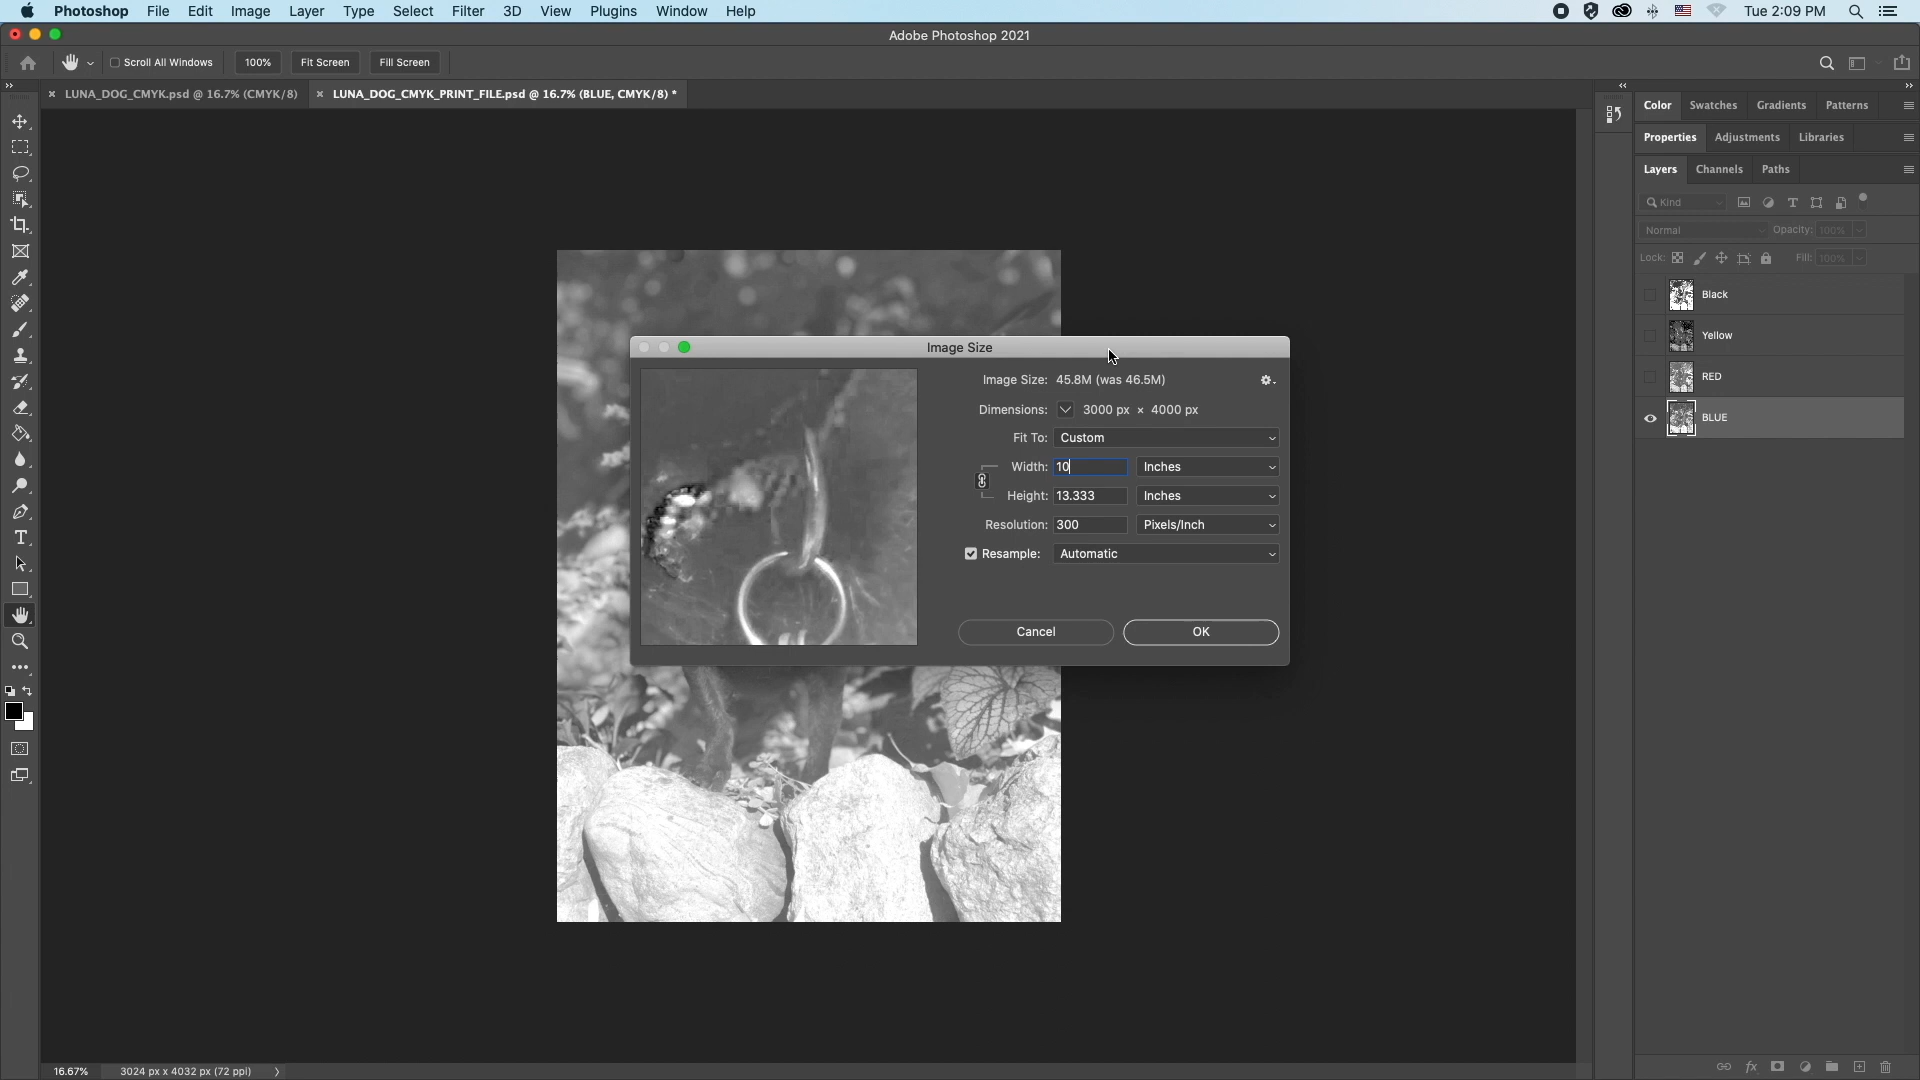 Photoshop File Edit Image Layer Type Select Filter 3D View Plugins Window Help Tue 2:09 PM
Adobe Photoshop 2021
Scroll All Windows 100% Fit Screen Fill Screen
LUNA_DOG_CMYK.psd @ 16.7% (CMYK/8) LUNA_DOG_CMYK_PRINT_FILE.psd @ 16.7% (BLUE, CMYK/8) *
Color Swatches Gradients Patterns
Properties Adjustments Libraries
Layers Channels Paths
Kind
Normal Opacity: 100%
Lock: Fill: 100%
Black
Yellow
RED
BLUE
Image Size
Image Size: 45.8M (was 46.5M)
Dimensions: 3000 px × 4000 px
Fit To: Custom
Width: 10 Inches
Height: 13.333 Inches
Resolution: 300 Pixels/Inch
Resample: Automatic
Cancel OK
16.67% 3024 px x 4032 px (72 ppi)